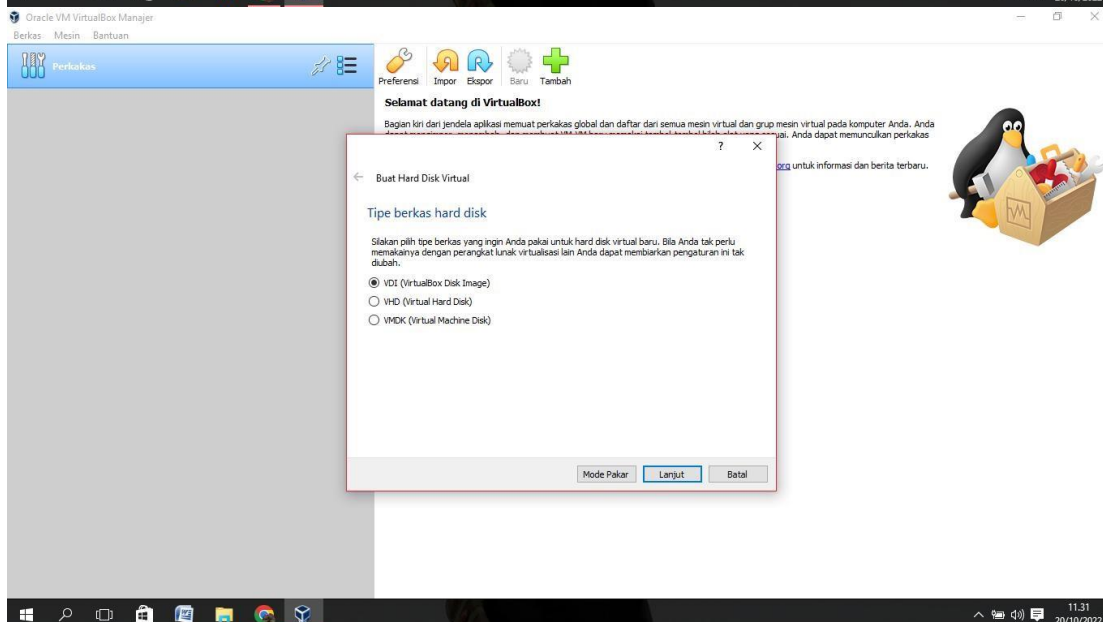 Oracle VM VirtualBox Manajer
Berkas Mesin Bantuan
Perkakas
Preferensi Impor Ekspor Baru Tambah
Selamat datang di VirtualBox!
Bagian kiri dari jendela aplikasi memuat perkakas global dan daftar dari semua mesin virtual dan grup mesin virtual pada komputer Anda. Anda
Anda dapat memunculkan perkakas
org untuk informasi dan berita terbaru.
?
Buat Hard Disk Virtual
Tipe berkas hard disk
Silakan pilih tipe berkas yang ingin Anda pakai untuk hard disk virtual baru. Bila Anda tak perlu
memakainya dengan perangkat lunak virtualisasi lain Anda dapat membiarkan pengaturan ini tak
diubah.
VDI (VirtualBox Disk Image)
VHD (Virtual Hard Disk)
VMDK (Virtual Machine Disk)
Mode Pakar Lanjut Batal
11.31
20/10/2022